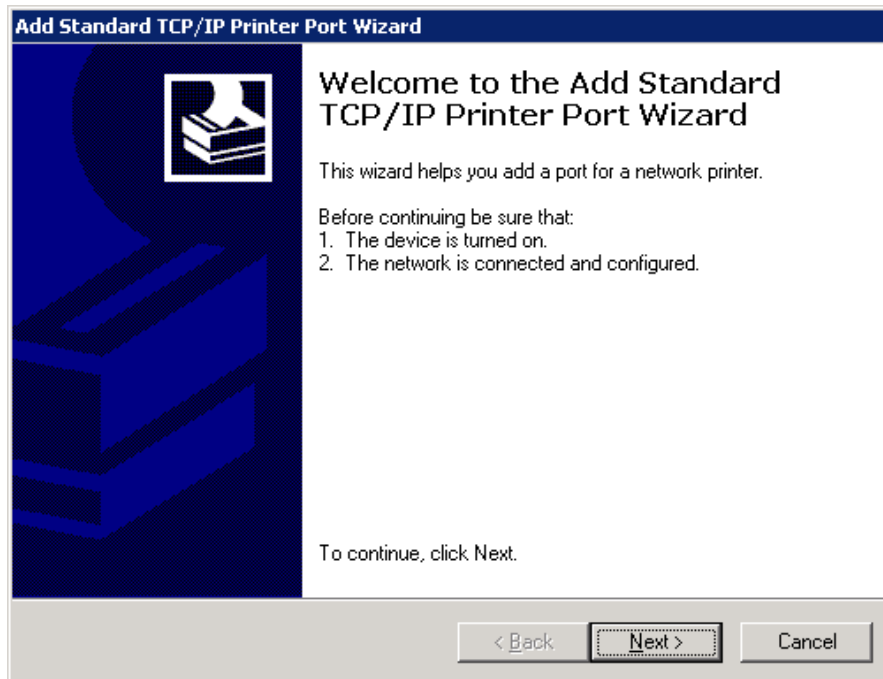 Add Standard TCP/IP Printer Port Wizard
Welcome to the Add Standard
TCP/IP Printer Port Wizard
This wizard helps you add a port for a network printer.
Before continuing be sure that:
1. The device is turned on.
2. The network is connected and configured.
To continue, click Next.
< Back
Next >
Cancel